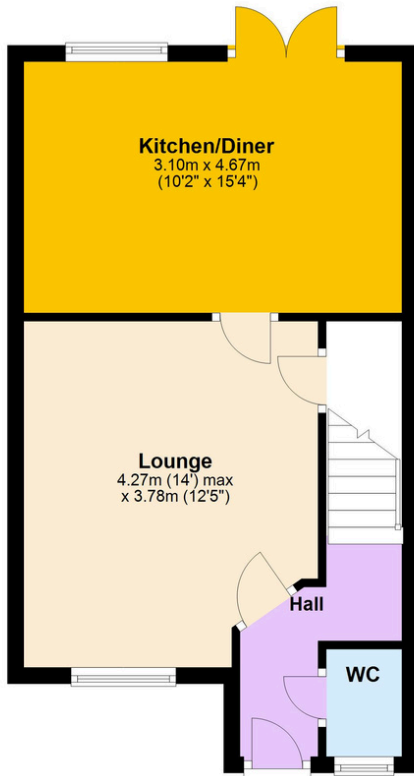 Kitchen/Diner
3.10m x 4.67m
(10'2" x 15'4")
Lounge
4.27m (14') max
x 3.78m (12'5")
Hall
WC